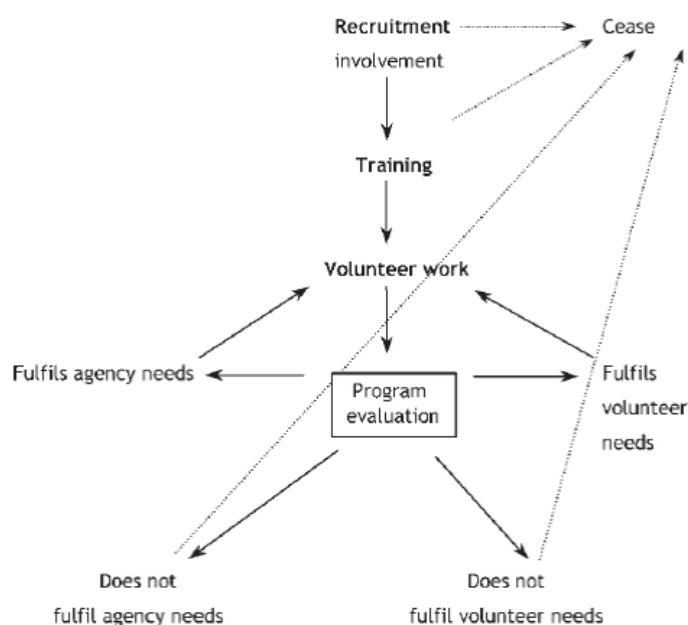 Recruitment
Cease
involvement
Training
Volunteer work
Fulfils agency needs
Program
evaluation
Fulfils
volunteer
needs
Does not
fulfil agency needs
Does not
fulfil volunteer needs